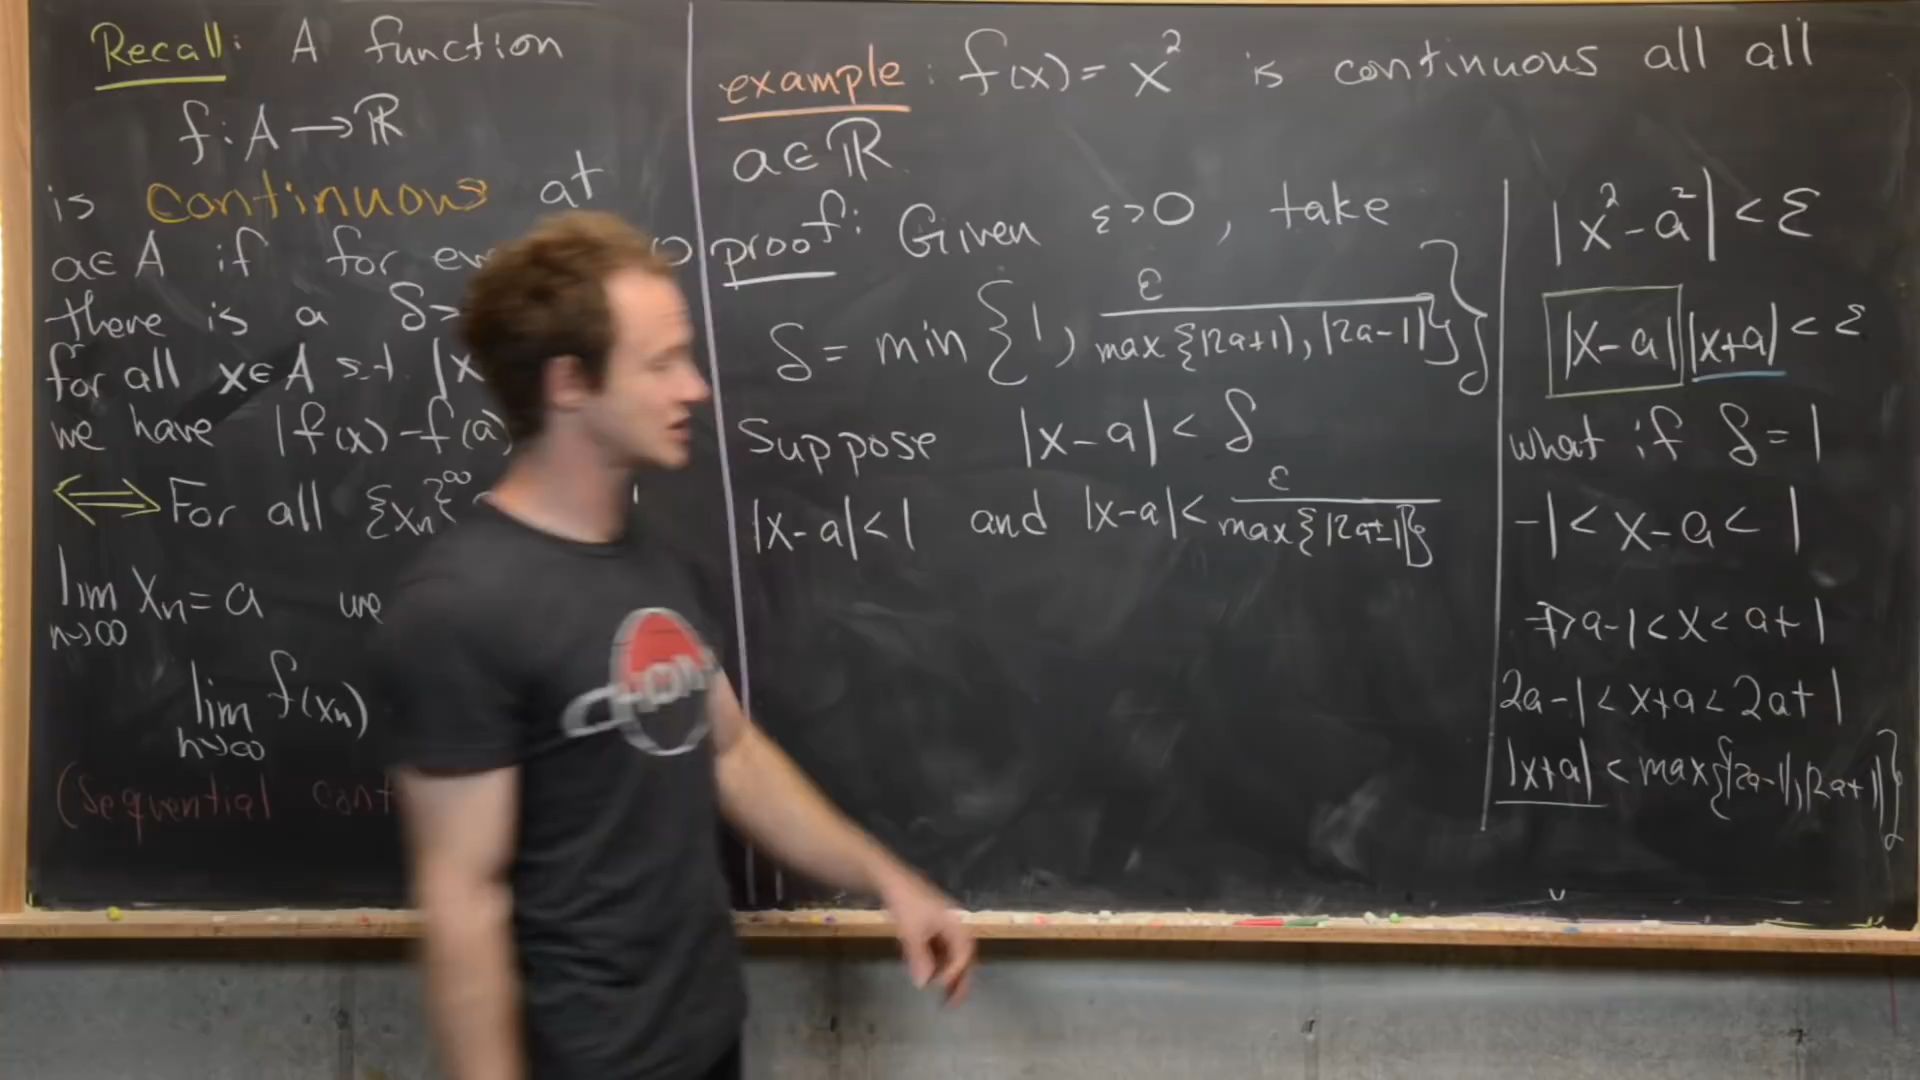 Recall: A function
f: A → ℝ
is continuous at
a ∈ A if for
there is a δ>
for all x ∈ A s.t. |x
we have |f(x) - f(a)
⟺ For all {xₙ}^∞
lim xₙ = a we
n→∞
lim f(xₙ)
n→∞
(Sequential
example: f(x) = x² is continuous all all
a ∈ ℝ
proof: Given ε>0, take
δ = min {1, ε / max{|2a+1), |2a-1|}}
Suppose |x-a| < δ
|x-a| < 1 and |x-a| < ε / max{|2a±1|}
|x²-a²| < ε
|x-a||x+a| < ε
what if δ = 1
-1 < x-a < 1
⇒ a-1 < x < a+1
2a-1 < x+a < 2a+1
|x+a| < max{|2a-1|, |2a+1|}